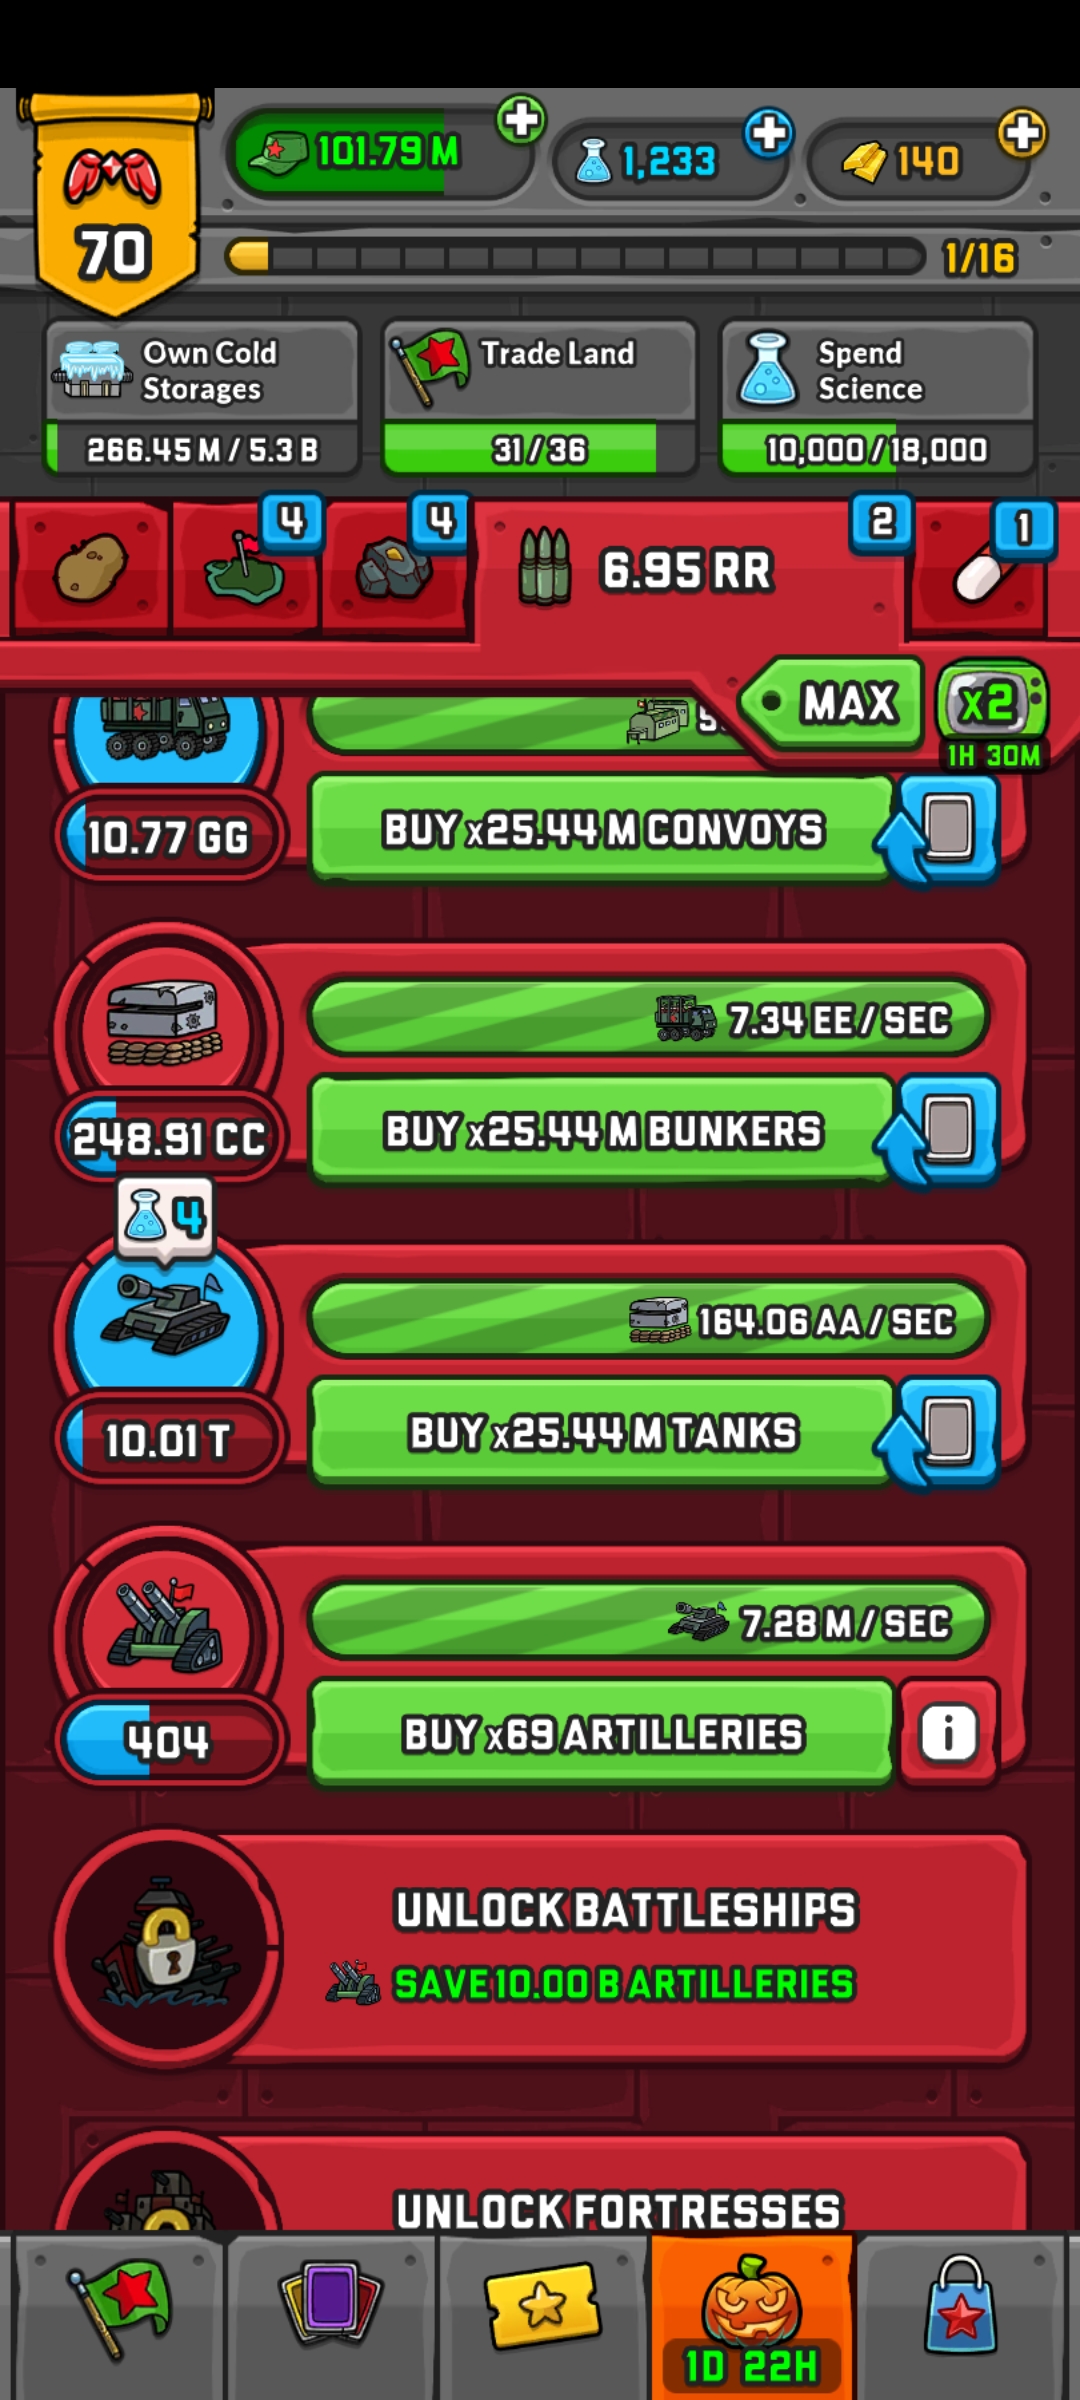 101.79 M
1,233
140
70
1/16
Own Cold
Storages
Trade Land
Spend
Science
266.45 M / 5.3 B
31 / 36
10,000 / 18,000
4
4
2
1
6.95 RR
MAX
x2
1H 30M
BUY x25.44 M CONVOYS
10.77 GG
7.34 EE / SEC
BUY x25.44 M BUNKERS
248.91 CC
4
164.06 AA / SEC
BUY x25.44 M TANKS
10.01 T
7.28 M / SEC
BUY x69 ARTILLERIES
i
404
UNLOCK BATTLESHIPS
SAVE 10.00 B ARTILLERIES
UNLOCK FORTRESSES
1D 22H